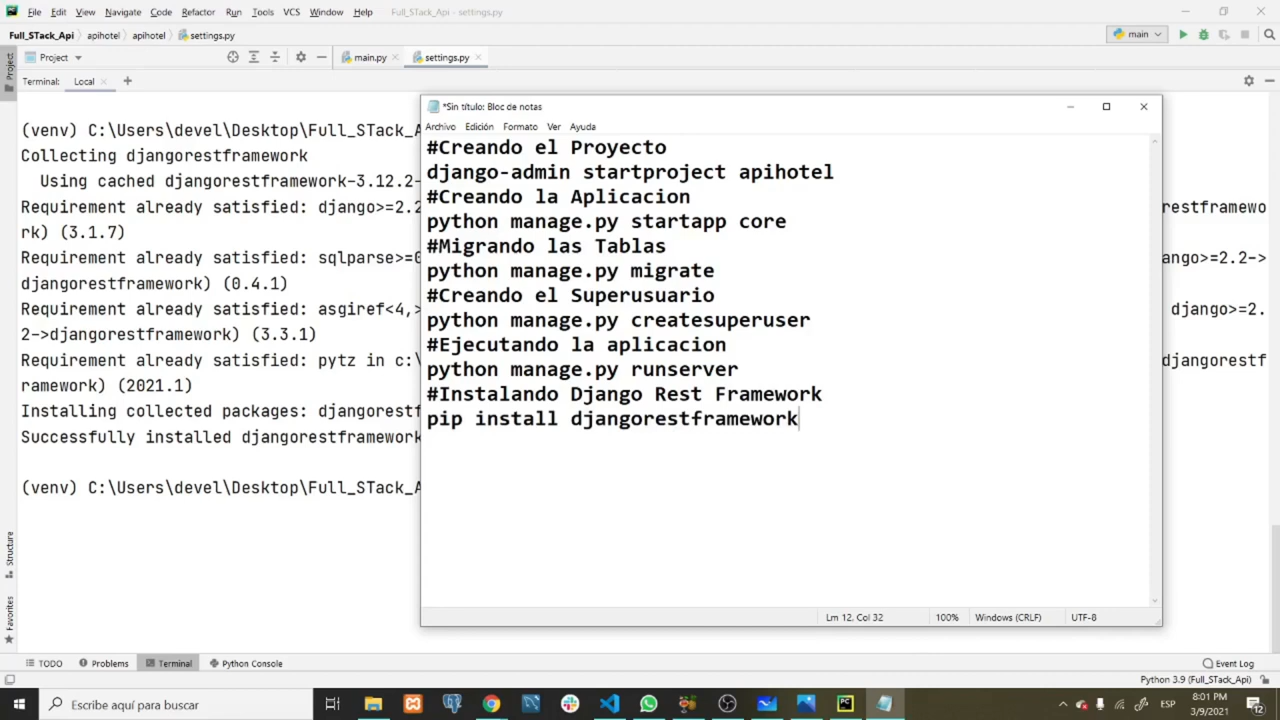 File Edit View Navigate Code Refactor Run Tools VCS Window Help Full_STack_Api - settings.py
Full_STack_Api apihotel apihotel settings.py main
Project main.py settings.py
Terminal: Local
*Sin título: Bloc de notas
Archivo Edición Formato Ver Ayuda
#Creando el Proyecto
django-admin startproject apihotel
#Creando la Aplicacion
python manage.py startapp core
#Migrando las Tablas
python manage.py migrate
#Creando el Superusuario
python manage.py createsuperuser
#Ejecutando la aplicacion
python manage.py runserver
#Instalando Django Rest Framework
pip install djangorestframework
Lm 12, Col 32 100% Windows (CRLF) UTF-8
(venv) C:\Users\devel\Desktop\Full_STack_A
Collecting djangorestframework
Using cached djangorestframework-3.12.2-
Requirement already satisfied: django>=2.2 restframewo
rk) (3.1.7)
Requirement already satisfied: sqlparse>=0 ango>=2.2->
djangorestframework) (0.4.1)
Requirement already satisfied: asgiref<4,> django>=2.
2->djangorestframework) (3.3.1)
Requirement already satisfied: pytz in c:\ djangorestf
ramework) (2021.1)
Installing collected packages: djangorestf
Successfully installed djangorestframework
(venv) C:\Users\devel\Desktop\Full_STack_A
Project
Structure
Favorites
TODO Problems Terminal Python Console Event Log
Python 3.9 (Full_STack_Api)
Escribe aquí para buscar
ESP
8:01 PM
3/9/2021
12